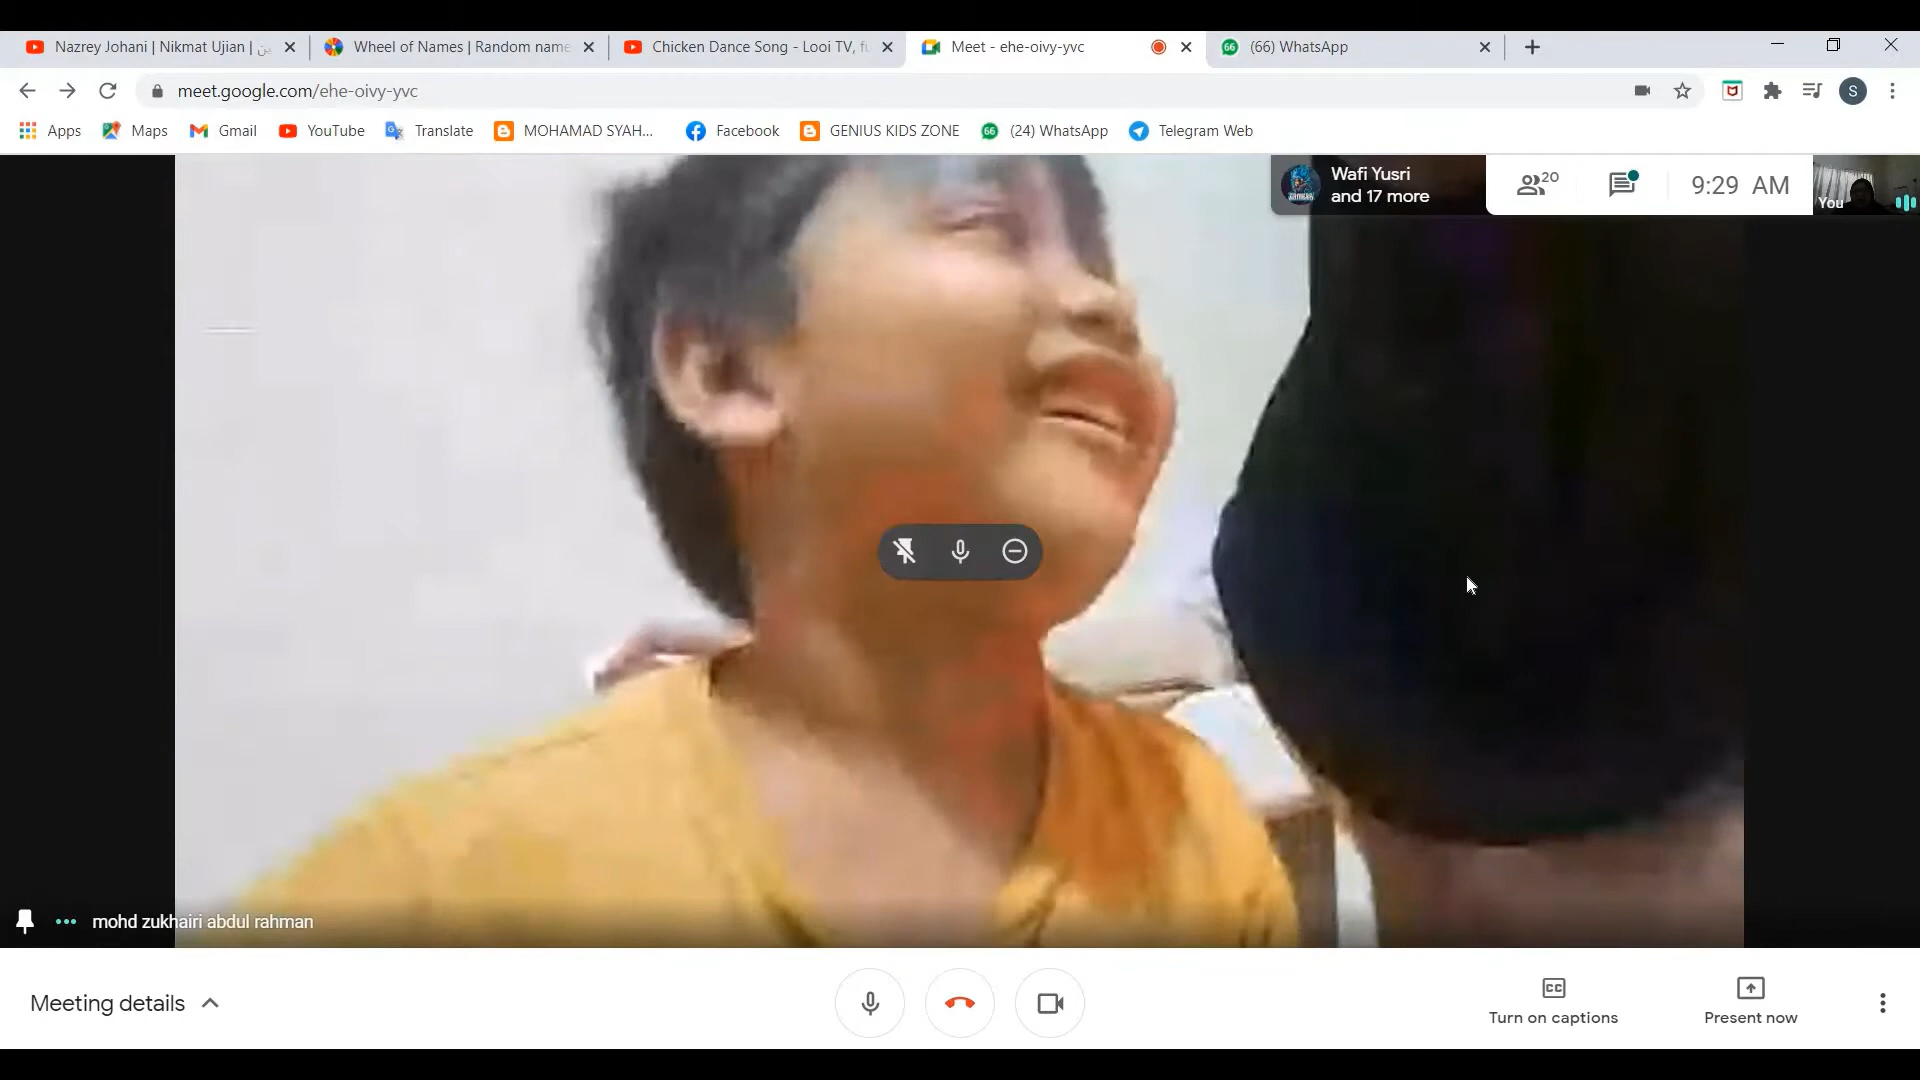 Nazrey Johani | Nikmat Ujian |
Wheel of Names | Random name
Chicken Dance Song - Looi TV, fu
Meet - ehe-oivy-yvc
(66) WhatsApp
meet.google.com/ehe-oivy-yvc
S
Apps
Maps
Gmail
YouTube
Translate
MOHAMAD SYAH...
Facebook
GENIUS KIDS ZONE
(24) WhatsApp
Telegram Web
Wafi Yusri
and 17 more
20
9:29 AM
You
mohd zukhairi abdul rahman
Meeting details
CC
Turn on captions
Present now